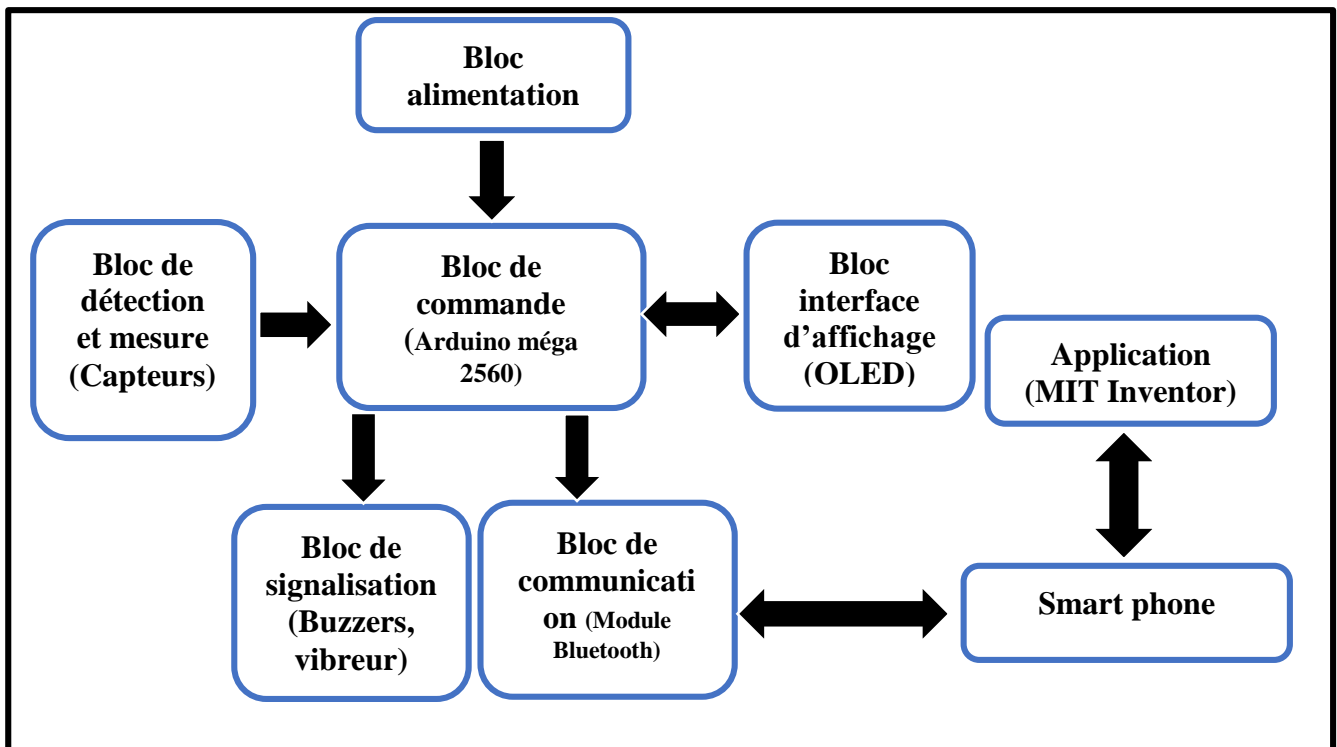 Bloc
alimentation
Bloc de
détection
et mesure
(Capteurs)
Bloc de
commande
(Arduino méga
2560)
Bloc
interface
d’affichage
(OLED)
Application
(MIT Inventor)
Bloc de
signalisation
(Buzzers,
vibreur)
Bloc de
communicati
on (Module
Bluetooth)
Smart phone